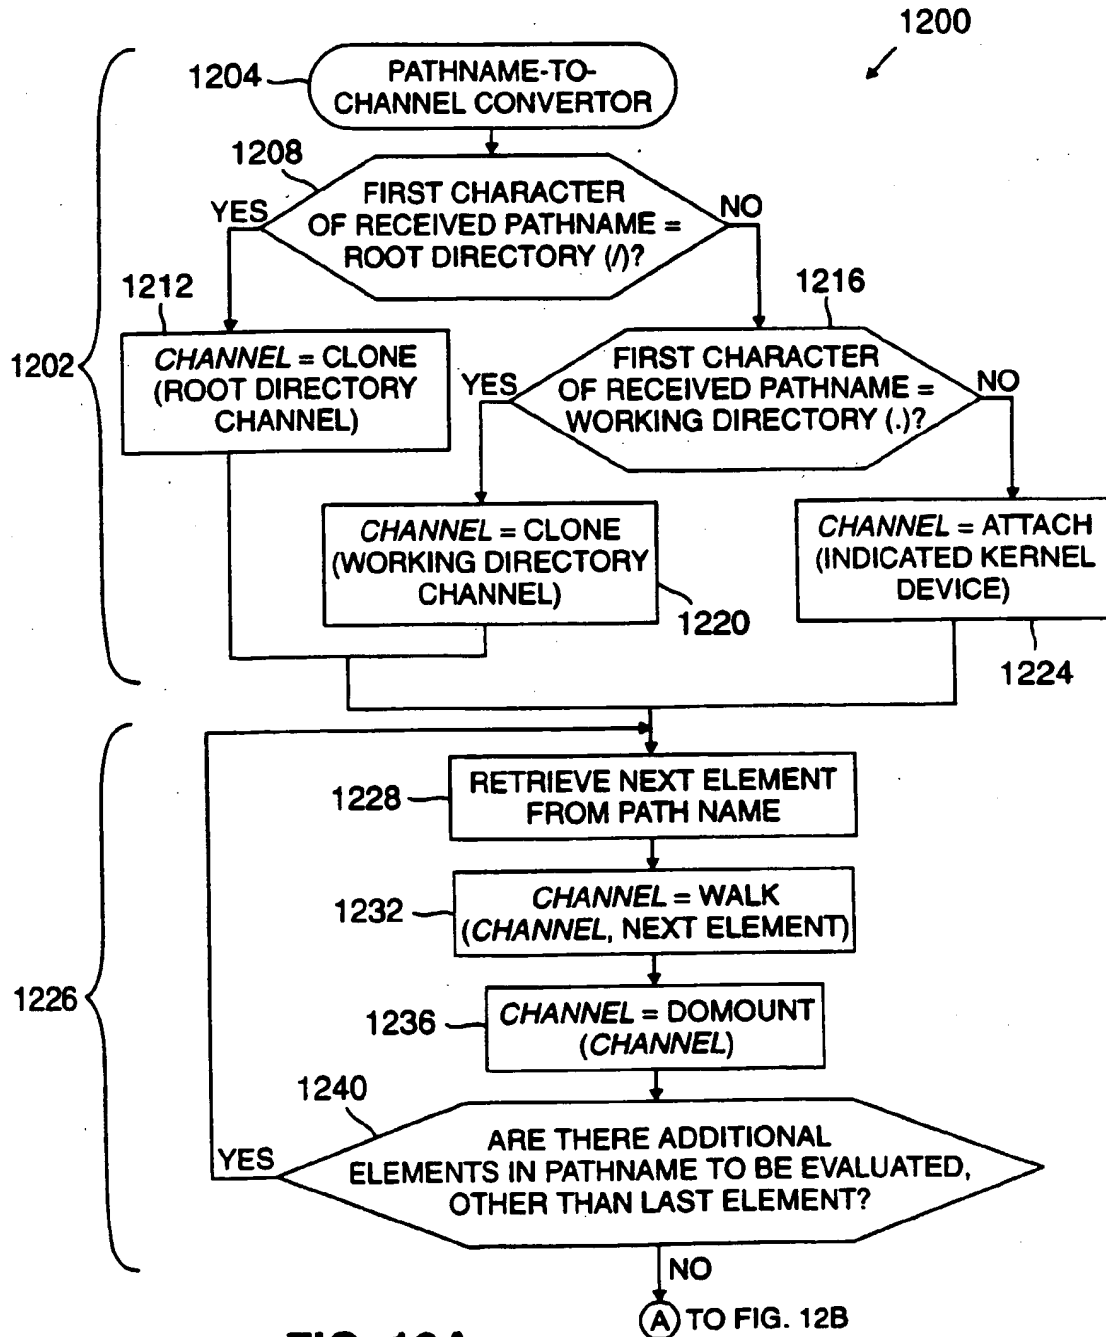 1200
1204
PATHNAME-TO-
CHANNEL CONVERTOR
1208
FIRST CHARACTER
OF RECEIVED PATHNAME =
ROOT DIRECTORY (/)?
YES
NO
1202
1212
CHANNEL = CLONE
(ROOT DIRECTORY
CHANNEL)
1216
FIRST CHARACTER
OF RECEIVED PATHNAME =
WORKING DIRECTORY (.)?
YES
NO
CHANNEL = CLONE
(WORKING DIRECTORY
CHANNEL)
1220
CHANNEL = ATTACH
(INDICATED KERNEL
DEVICE)
1224
1226
1228
RETRIEVE NEXT ELEMENT
FROM PATH NAME
1232
CHANNEL = WALK
(CHANNEL, NEXT ELEMENT)
1236
CHANNEL = DOMOUNT
(CHANNEL)
1240
ARE THERE ADDITIONAL
ELEMENTS IN PATHNAME TO BE EVALUATED,
OTHER THAN LAST ELEMENT?
YES
NO
A TO FIG. 12B
FIG. 12A